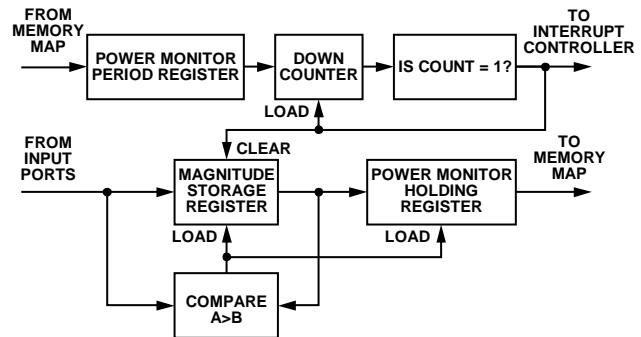 FROM
MEMORY
MAP
POWER MONITOR
PERIOD REGISTER
DOWN
COUNTER
IS COUNT = 1?
TO
INTERRUPT
CONTROLLER
LOAD
CLEAR
FROM
INPUT
PORTS
MAGNITUDE
STORAGE
REGISTER
POWER MONITOR
HOLDING
REGISTER
TO
MEMORY
MAP
LOAD
LOAD
COMPARE
A>B